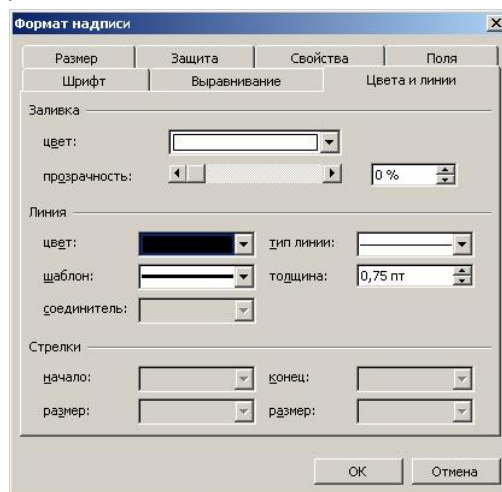 Формат надписи
Размер Защита Свойства Поля
Шрифт Выравнивание Цвета и линии
Заливка
цвет:
прозрачность: 0 %
Линия
цвет: тип линии:
шаблон: толщина: 0,75 пт
соединитель:
Стрелки
начало: конец:
размер: размер:
ОК Отмена